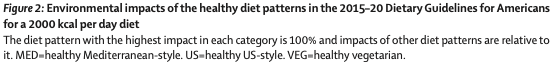 Figure 2: Environmental impacts of the healthy diet patterns in the 2015–20 Dietary Guidelines for Americans
for a 2000 kcal per day diet
The diet pattern with the highest impact in each category is 100% and impacts of other diet patterns are relative to
it. MED=healthy Mediterranean-style. US=healthy US-style. VEG=healthy vegetarian.